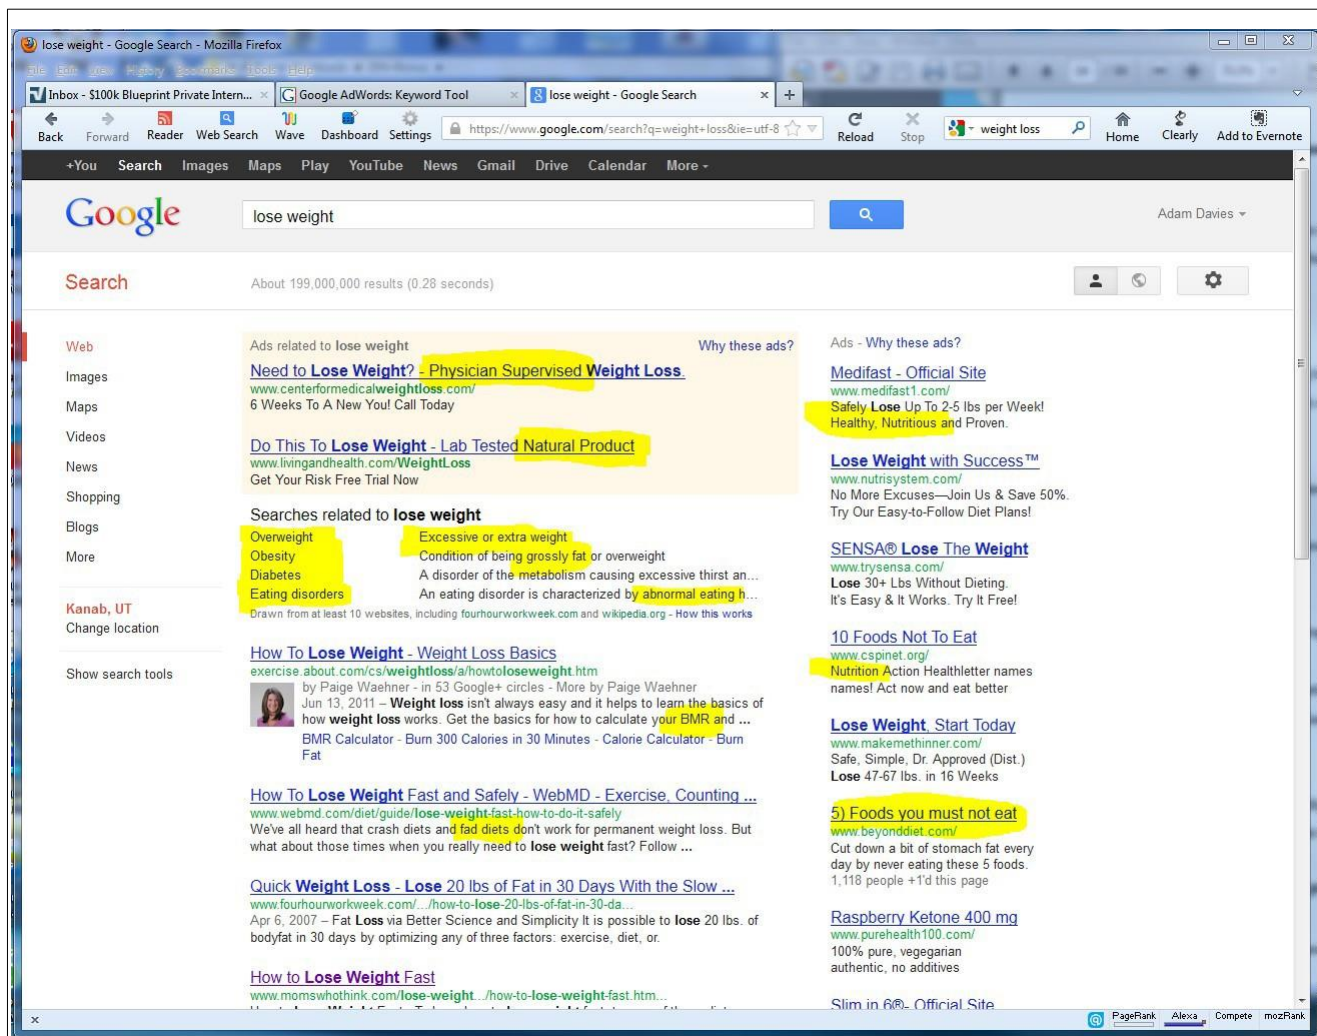 lose weight - Google Search - Mozilla Firefox
File Edit View History Bookmarks Tools Help
Inbox - $100k Blueprint Private Intern... × Google AdWords: Keyword Tool × lose weight - Google Search × +
Back Forward Reader Web Search Wave Dashboard Settings https://www.google.com/search?q=weight+loss&ie=utf-8 Reload Stop weight loss Home Clearly Add to Evernote
+You Search Images Maps Play YouTube News Gmail Drive Calendar More
Google lose weight Adam Davies
Search About 199,000,000 results (0.28 seconds)
Web
Images
Maps
Videos
News
Shopping
Blogs
More
Kanab, UT
Change location
Show search tools
Ads related to lose weight Why these ads?
Need to Lose Weight? - Physician Supervised Weight Loss.
www.centerformedicalweightloss.com/
6 Weeks To A New You! Call Today
Do This To Lose Weight - Lab Tested Natural Product
www.livingandhealth.com/WeightLoss
Get Your Risk Free Trial Now
Searches related to lose weight
Overweight Excessive or extra weight
Obesity Condition of being grossly fat or overweight
Diabetes A disorder of the metabolism causing excessive thirst an...
Eating disorders An eating disorder is characterized by abnormal eating h...
Drawn from at least 10 websites, including fourhourworkweek.com and wikipedia.org - How this works
How To Lose Weight - Weight Loss Basics
exercise.about.com/cs/weightloss/a/howtoloseweight.htm
by Paige Waehner - in 53 Google+ circles - More by Paige Waehner
Jun 13, 2011 – Weight loss isn't always easy and it helps to learn the basics of
how weight loss works. Get the basics for how to calculate your BMR and ...
BMR Calculator - Burn 300 Calories in 30 Minutes - Calorie Calculator - Burn
Fat
How To Lose Weight Fast and Safely - WebMD - Exercise, Counting ...
www.webmd.com/diet/guide/lose-weight-fast-how-to-do-it-safely
We've all heard that crash diets and fad diets don't work for permanent weight loss. But
what about those times when you really need to lose weight fast? Follow ...
Quick Weight Loss - Lose 20 lbs of Fat in 30 Days With the Slow ...
www.fourhourworkweek.com/.../how-to-lose-20-lbs-of-fat-in-30-da...
Apr 6, 2007 – Fat Loss via Better Science and Simplicity It is possible to lose 20 lbs. of
bodyfat in 30 days by optimizing any of three factors: exercise, diet, or.
How to Lose Weight Fast
www.momswhothink.com/lose-weight.../how-to-lose-weight-fast.htm...
Ads - Why these ads?
Medifast - Official Site
www.medifast1.com/
Safely Lose Up To 2-5 lbs per Week!
Healthy, Nutritious and Proven.
Lose Weight with Success™
www.nutrisystem.com/
No More Excuses—Join Us & Save 50%.
Try Our Easy-to-Follow Diet Plans!
SENSA® Lose The Weight
www.trysensa.com/
Lose 30+ Lbs Without Dieting.
It's Easy & It Works. Try It Free!
10 Foods Not To Eat
www.cspinet.org/
Nutrition Action Healthletter names
names! Act now and eat better
Lose Weight, Start Today
www.makemethinner.com/
Safe, Simple, Dr. Approved (Dist.)
Lose 47-67 lbs. in 16 Weeks
5) Foods you must not eat
www.beyonddiet.com/
Cut down a bit of stomach fat every
day by never eating these 5 foods.
1,118 people +1'd this page
Raspberry Ketone 400 mg
www.purehealth100.com/
100% pure, vegegarian
authentic, no additives
Slim in 6®- Official Site
× PageRank Alexa Compete mozRank